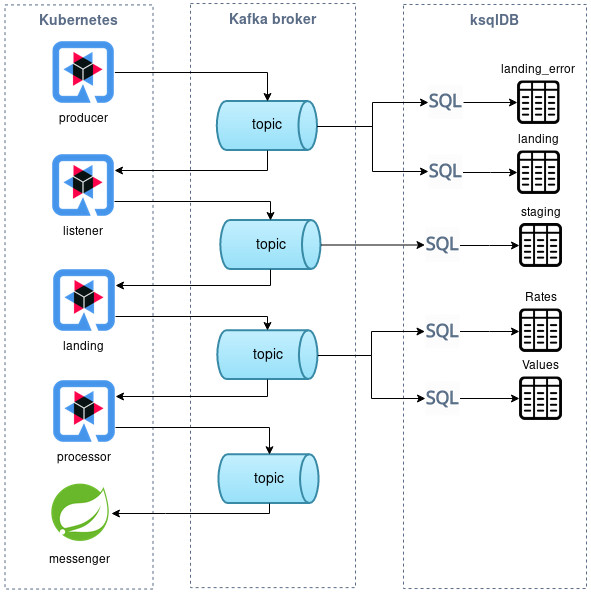 Kubernetes
Kafka broker
ksqlDB
producer
topic
SQL
landing_error
SQL
landing
listener
topic
SQL
staging
landing
topic
SQL
Rates
SQL
Values
processor
topic
messenger